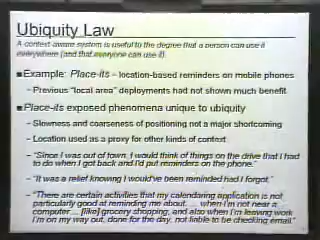 Ubiquity Law
A context-aware system is useful to the degree that a person can use it
everywhere (and that everyone can use it).
■ Example: Place-its – location-based reminders on mobile phones
– Previous "local area" deployments had not shown much benefit
■ Place-its exposed phenomena unique to ubiquity
– Slowness and coarseness of positioning not a major shortcoming
– Location used as a proxy for other kinds of context
– "Since I was out of town, I would think of things on the drive that I had
to do when I got back and I'd put reminders on the phone."
– "It was a relief knowing I would've been reminded had I forgot."
– "There are certain activities that my calendaring application is not
particularly good at reminding me about. ... when I'm not near a
computer.... [like] grocery shopping, and also when I'm leaving work
I'm on my way out, done for the day, not liable to be checking email."